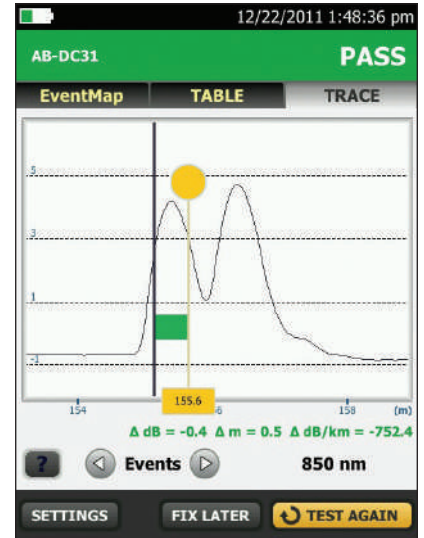 12/22/2011 1:48:36 pm
AB-DC31 PASS
EventMap TABLE TRACE
5
3
1
-1
154 155.6 6 158 (m)
Δ dB = -0.4 Δ m = 0.5 Δ dB/km = -752.4
? Events 850 nm
SETTINGS FIX LATER TEST AGAIN